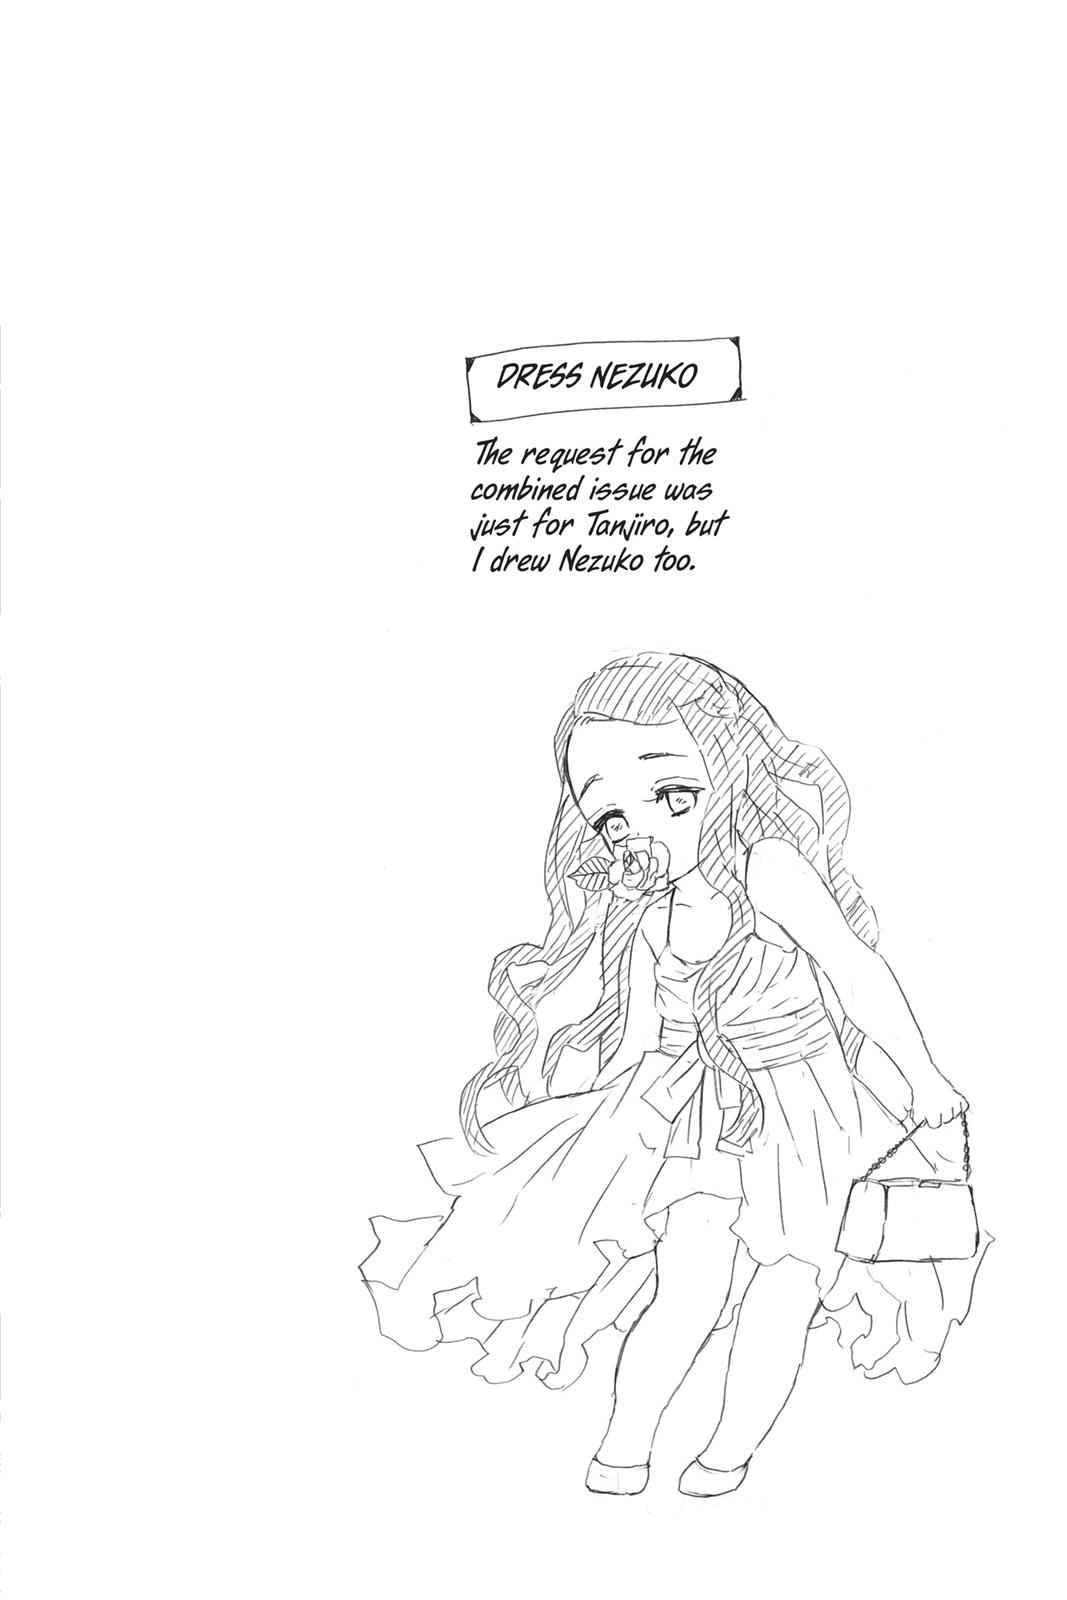 DRESS NEZUKO
The request for the
combined issue was
just for Tanjiro, but
I drew Nezuko too.